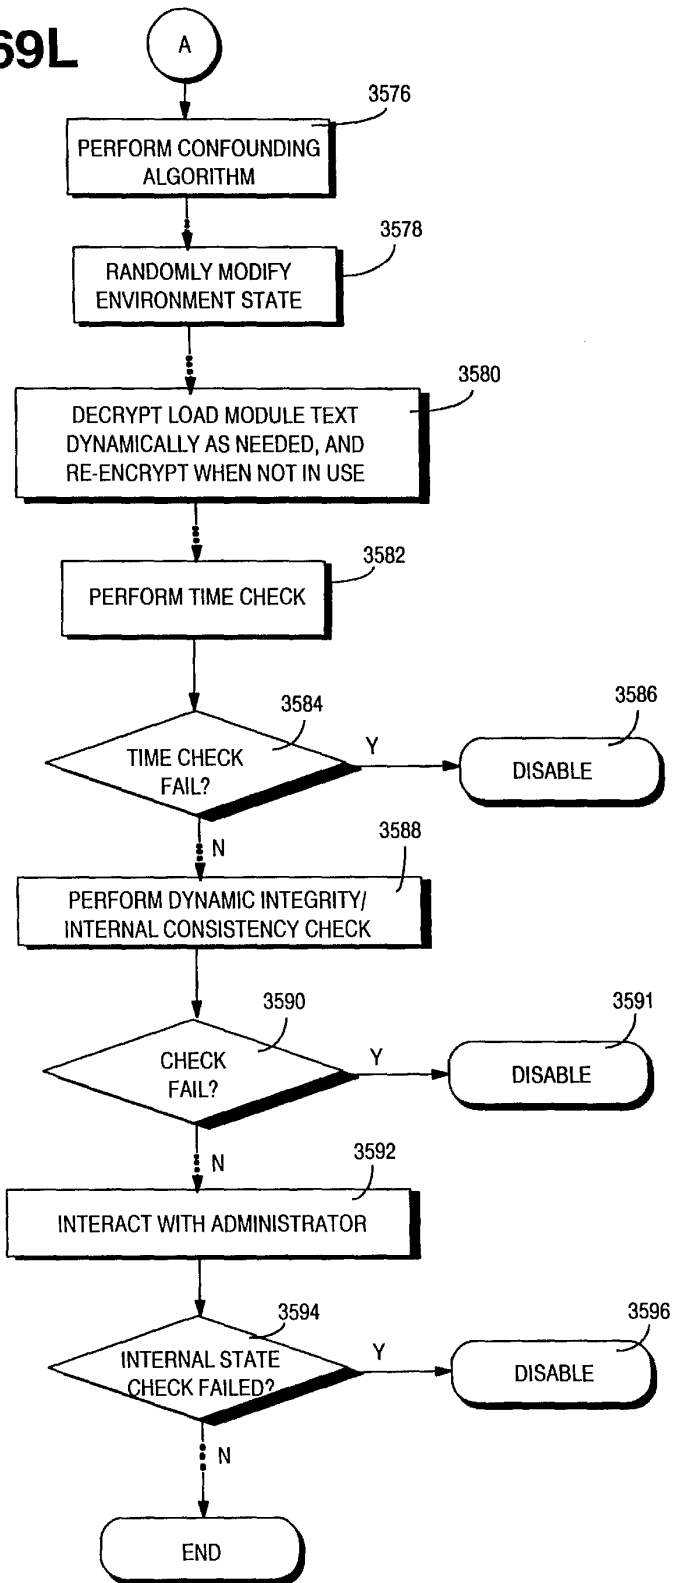 69L
A
3576
PERFORM CONFOUNDING
ALGORITHM
3578
RANDOMLY MODIFY
ENVIRONMENT STATE
3580
DECRYPT LOAD MODULE TEXT
DYNAMICALLY AS NEEDED, AND
RE-ENCRYPT WHEN NOT IN USE
3582
PERFORM TIME CHECK
3584
TIME CHECK
FAIL?
Y
3586
DISABLE
N
3588
PERFORM DYNAMIC INTEGRITY/
INTERNAL CONSISTENCY CHECK
3590
CHECK
FAIL?
Y
3591
DISABLE
N
3592
INTERACT WITH ADMINISTRATOR
3594
INTERNAL STATE
CHECK FAILED?
Y
3596
DISABLE
N
END